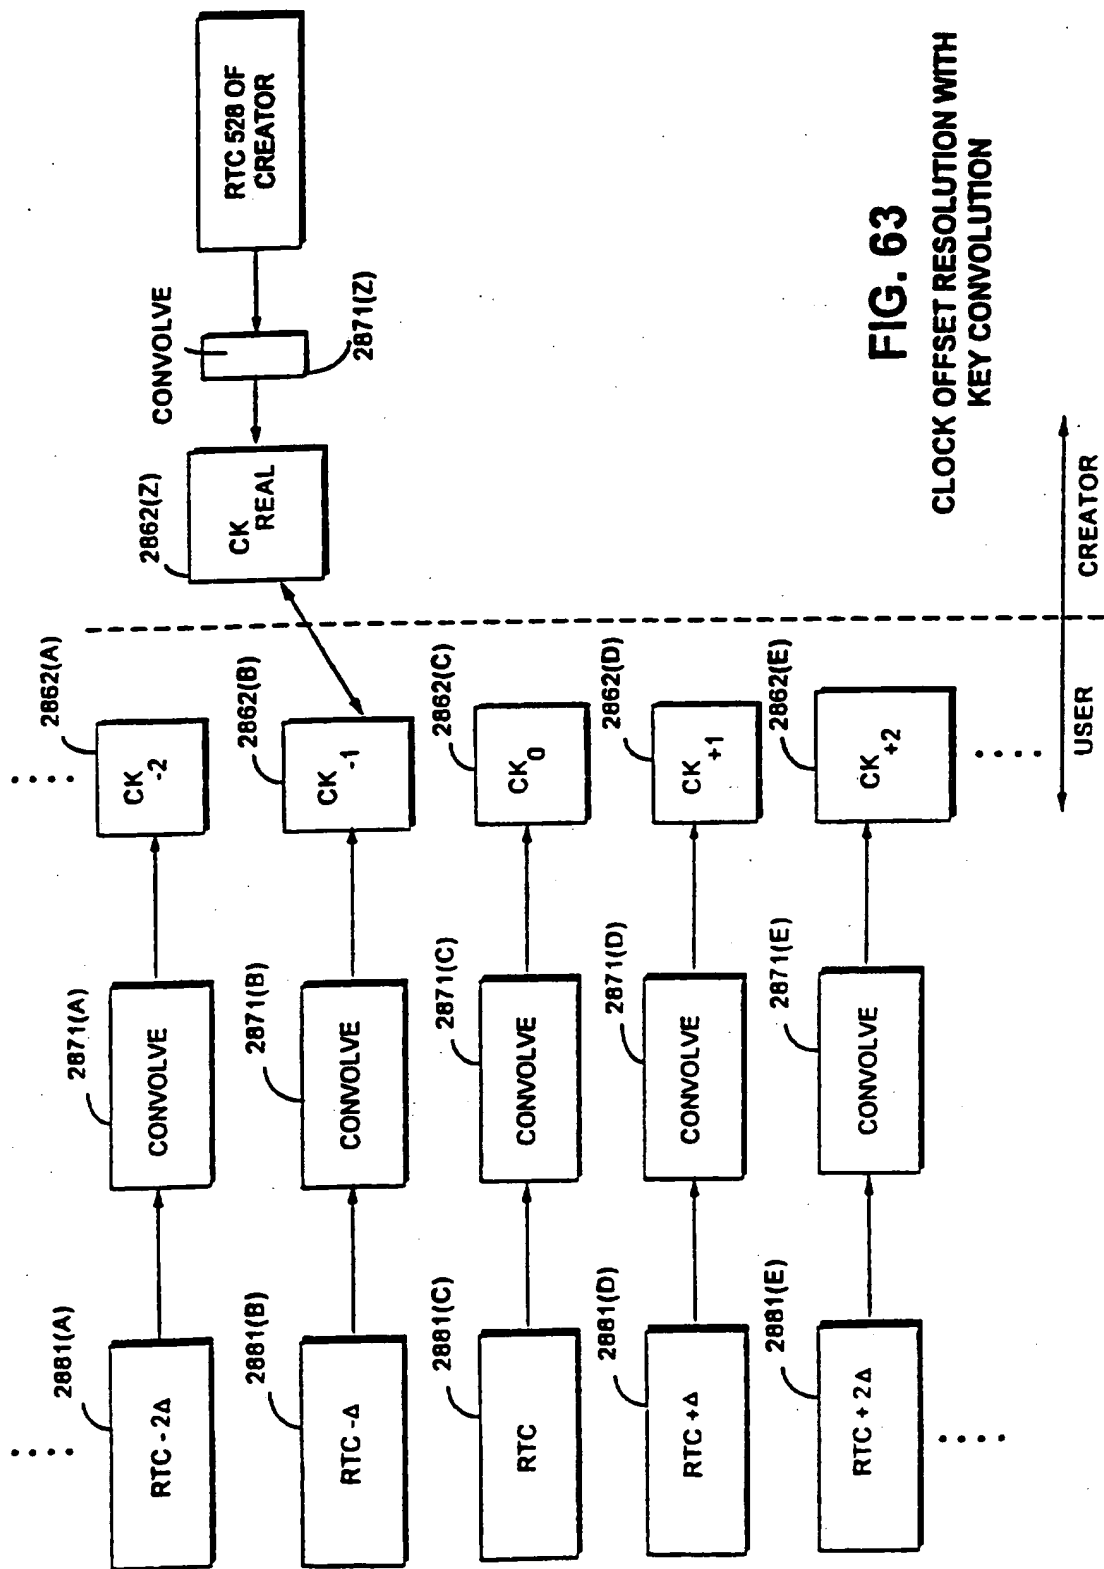 . . . .
. . . .
2881(A)
2871(A)
2862(A)
RTC - 2Δ
CONVOLVE
CK -2
CONVOLVE
2862(Z)
2881(B)
2871(B)
2862(B)
CK REAL
RTC 528 OF
CREATOR
RTC -Δ
CONVOLVE
CK -1
2871(Z)
2881(C)
2871(C)
2862(C)
RTC
CONVOLVE
CK 0
2881(D)
2871(D)
2862(D)
RTC +Δ
CONVOLVE
CK +1
2881(E)
2871(E)
2862(E)
RTC + 2Δ
CONVOLVE
CK +2
. . . .
. . . .
FIG. 63
CLOCK OFFSET RESOLUTION WITH
KEY CONVOLUTION
USER
CREATOR